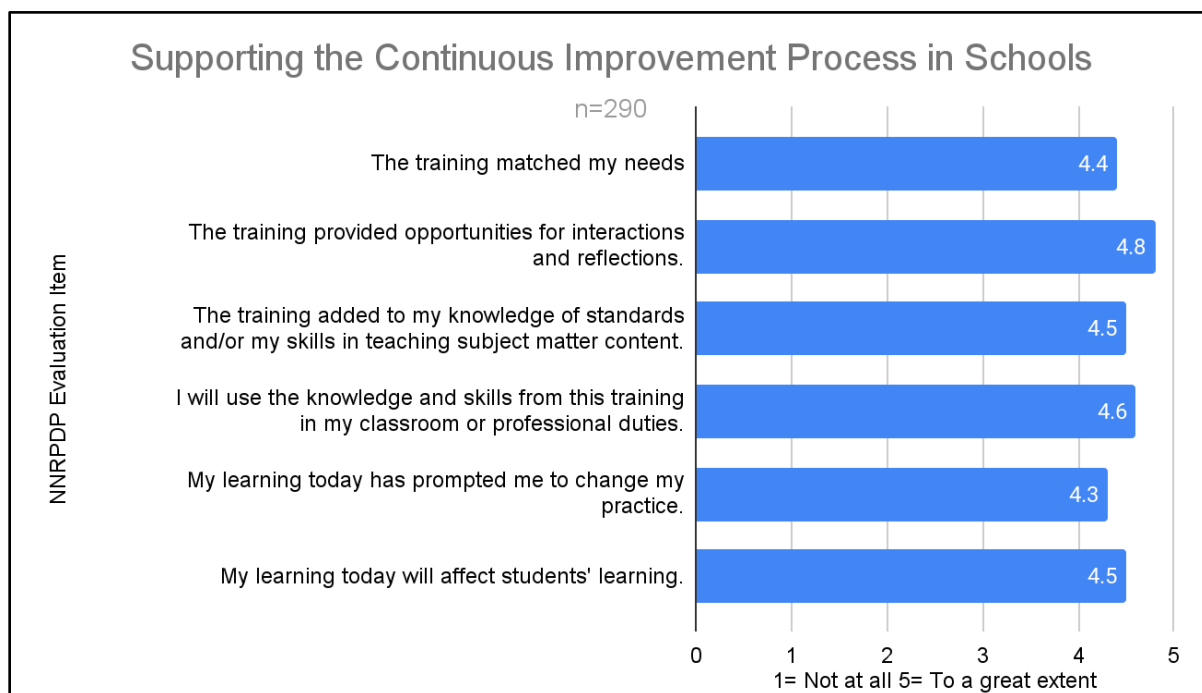 Supporting the Continuous Improvement Process in Schools
n=290
NNRPDP Evaluation Item
The training matched my needs
4.4
The training provided opportunities for interactions
and reflections.
4.8
The training added to my knowledge of standards
and/or my skills in teaching subject matter content.
4.5
I will use the knowledge and skills from this training
in my classroom or professional duties.
4.6
My learning today has prompted me to change my
practice.
4.3
My learning today will affect students' learning.
4.5
0 1 2 3 4 5
1= Not at all 5= To a great extent